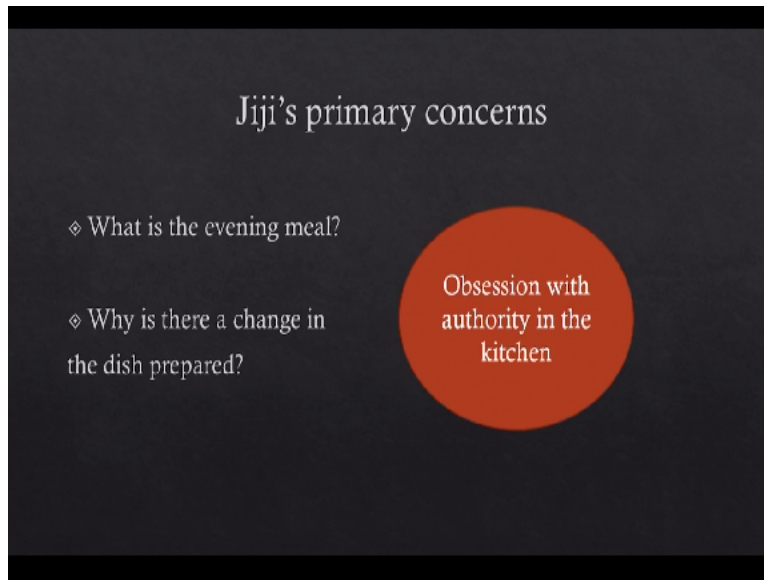 Jiji's primary concerns
◈ What is the evening meal?
◈ Why is there a change in
the dish prepared?
Obsession with
authority in the
kitchen